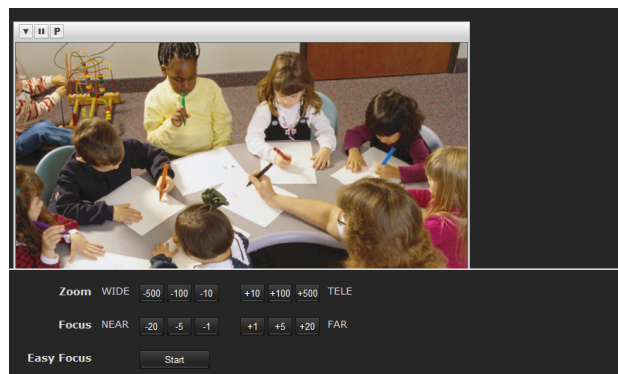 P
Zoom WIDE -500 -100 -10 +10 +100 +500 TELE
Focus NEAR -20 -5 -1 +1 +5 +20 FAR
Easy Focus Start